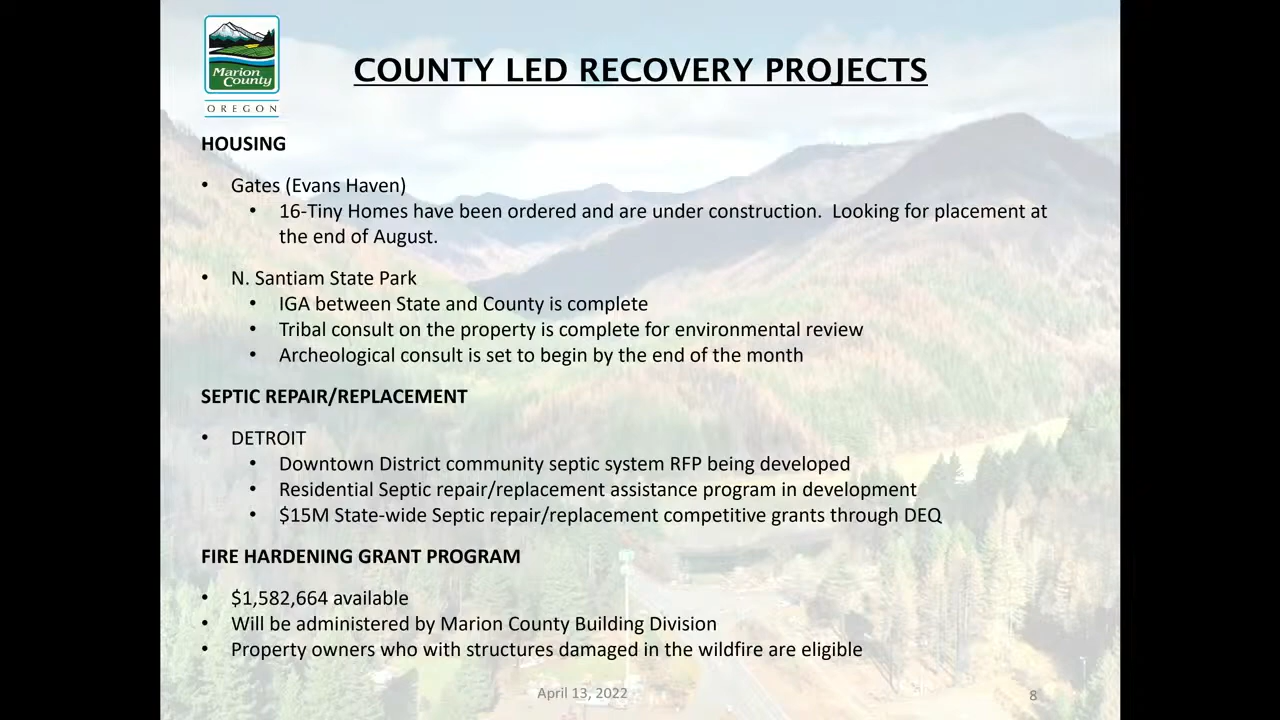 Marion
County
OREGON
COUNTY LED RECOVERY PROJECTS
HOUSING
• Gates (Evans Haven)
• 16-Tiny Homes have been ordered and are under construction.  Looking for placement at
the end of August.
• N. Santiam State Park
• IGA between State and County is complete
• Tribal consult on the property is complete for environmental review
• Archeological consult is set to begin by the end of the month
SEPTIC REPAIR/REPLACEMENT
• DETROIT
• Downtown District community septic system RFP being developed
• Residential Septic repair/replacement assistance program in development
• $15M State-wide Septic repair/replacement competitive grants through DEQ
FIRE HARDENING GRANT PROGRAM
• $1,582,664 available
• Will be administered by Marion County Building Division
• Property owners who with structures damaged in the wildfire are eligible
April 13, 2022
8